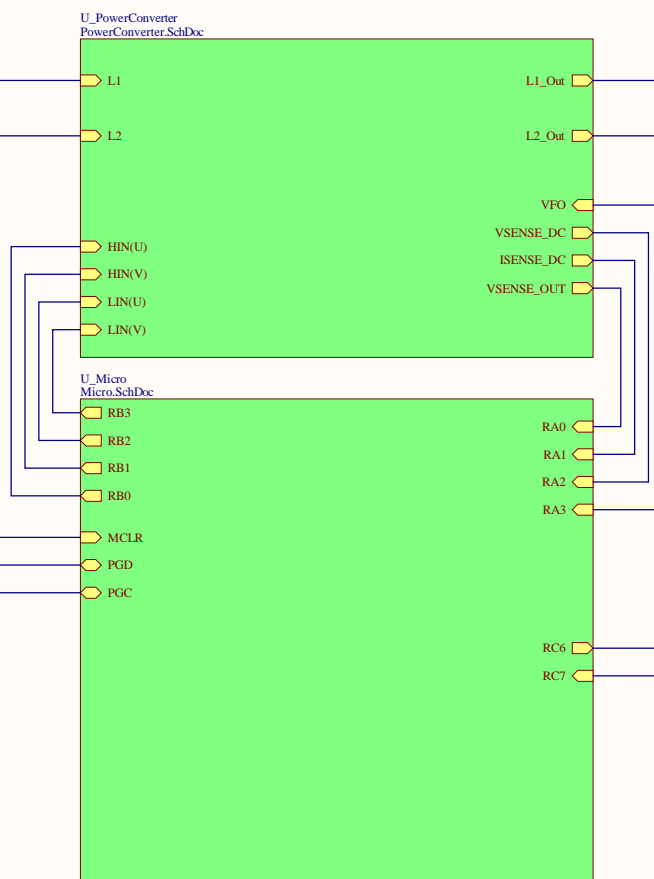 U_PowerConverter
PowerConverter.SchDoc
L1
L1_Out
L2
L2_Out
VFO
VSENSE_DC
HIN(U)
ISENSE_DC
HIN(V)
VSENSE_OUT
LIN(U)
LIN(V)
U_Micro
Micro.SchDoc
RB3
RA0
RB2
RA1
RB1
RA2
RB0
RA3
MCLR
PGD
PGC
RC6
RC7